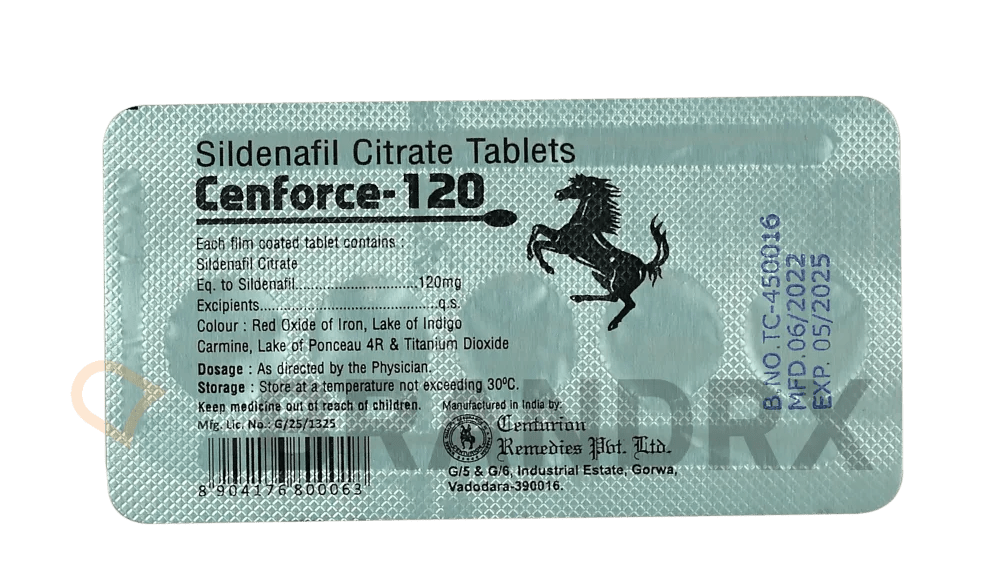 Sildenafil Citrate Tablets
Cenforce-120
Each film coated tablet contains :
Sildenafil Citrate
Eq. to Sildenafil.............................120mg
Excipients..........................................q.s.
Colour : Red Oxide of Iron, Lake of Indigo
Carmine, Lake of Ponceau 4R & Titanium Dioxide
Dosage : As directed by the Physician.
Storage : Store at a temperature not exceeding 30ºC.
Keep medicine out of reach of children.
Mfg. Lic. No.: G/25/1325
8 904176 800063
Manufactured in India by:
Centurion
Remedies Pvt. Ltd.
G/5 & G/6, Industrial Estate, Gorwa,
Vadodara-390016.
B.NO.TC-450016
MFD.06/2022
EXP. 05/2025